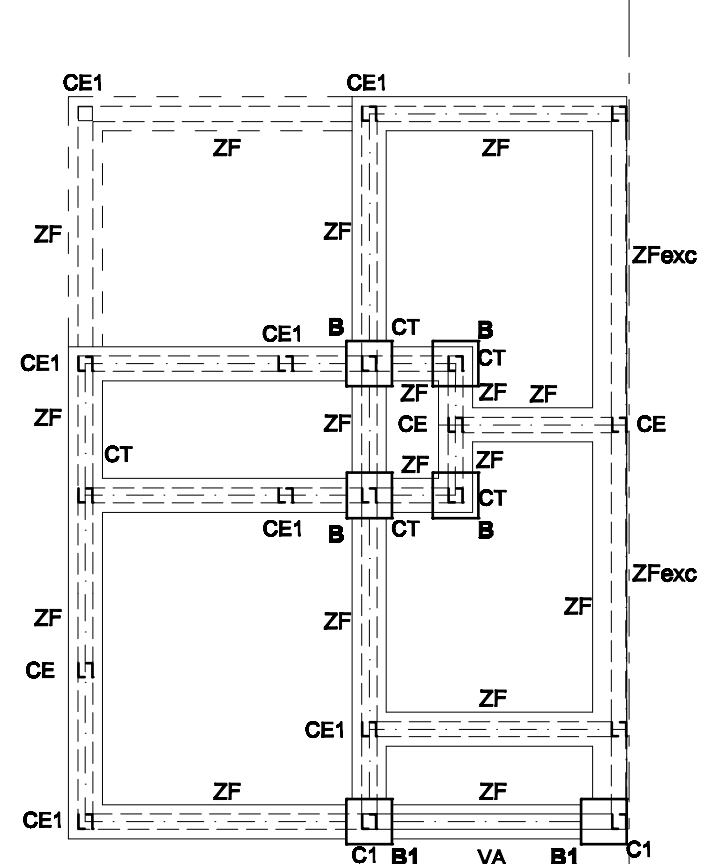 CE1 CE1
ZF ZF
ZF ZF
ZFexc
CE1 B CT B
CE1 CT
ZF ZF ZF
ZF ZF CE CE
CT ZF ZF
CT
CE1 B CT B
ZFexc
ZF
ZF ZF
CE
ZF
CE1
ZF ZF
CE1
C1 B1 VA B1 C1